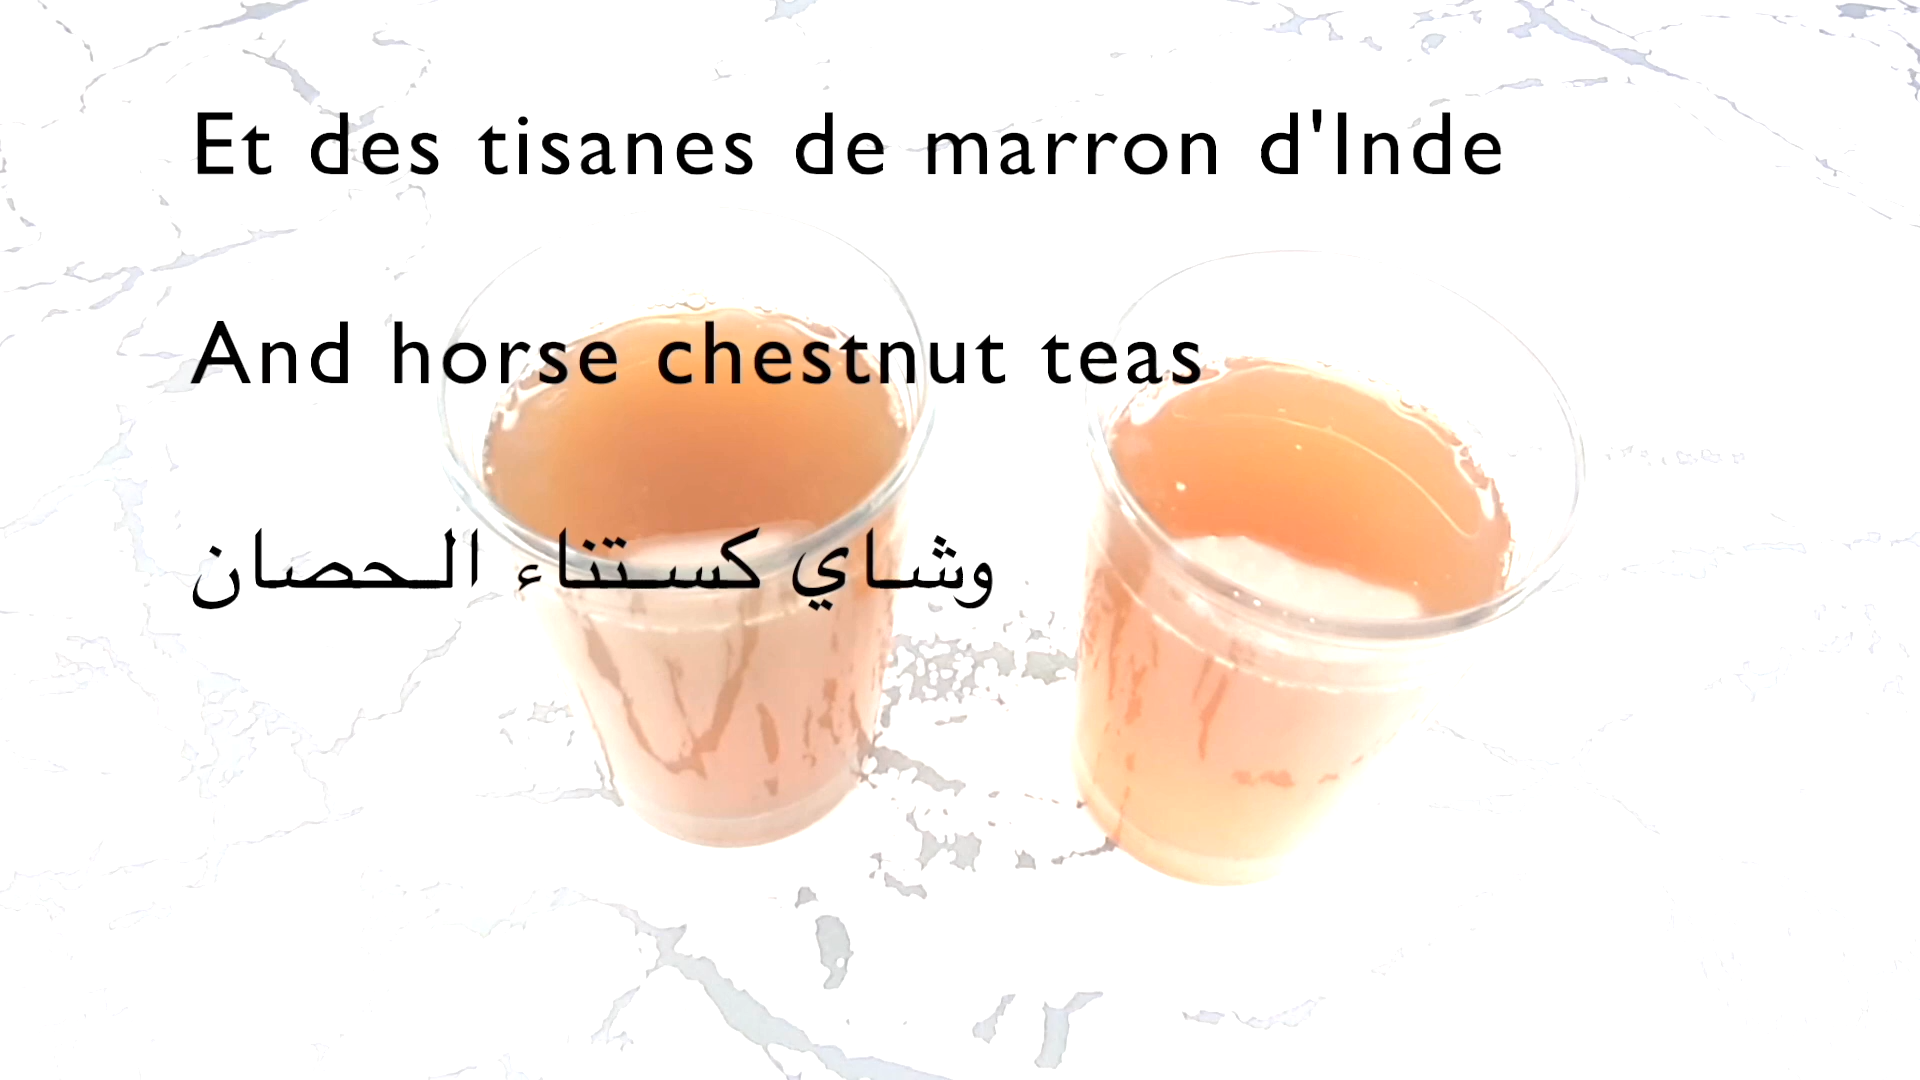 Et des tisanes de marron d'Inde
And horse chestnut teas
وشاي كستناء الحصان